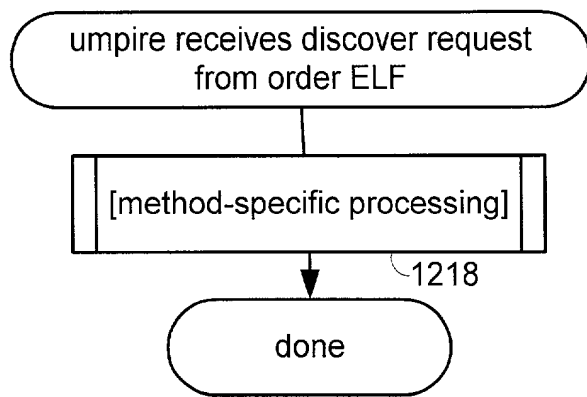 umpire receives discover request
from order ELF
[method-specific processing]
1218
done